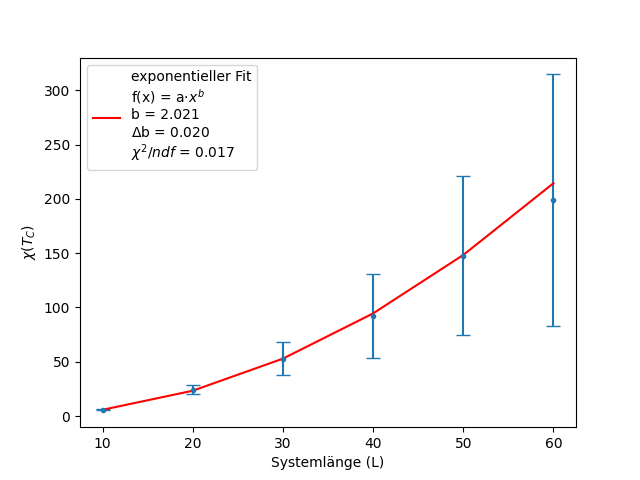 exponentieller Fit
f(x) = a·x^b
b = 2.021
Δb = 0.020
χ²/ndf = 0.017
300
250
200
150
100
50
0
χ(T_C)
10 20 30 40 50 60
Systemlänge (L)